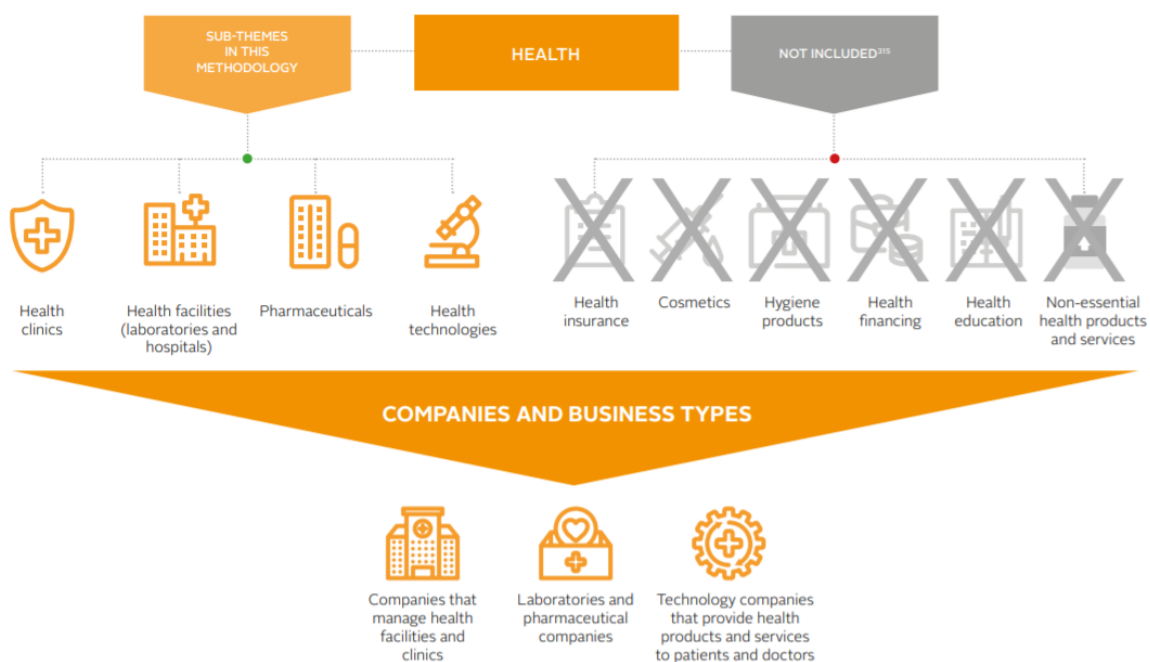 SUB-THEMES
IN THIS
METHODOLOGY
HEALTH
NOT INCLUDED³¹⁵
Health
clinics
Health facilities
(laboratories and
hospitals)
Pharmaceuticals
Health
technologies
Health
insurance
Cosmetics
Hygiene
products
Health
financing
Health
education
Non-essential
health products
and services
COMPANIES AND BUSINESS TYPES
Companies that
manage health
facilities and
clinics
Laboratories and
pharmaceutical
companies
Technology companies
that provide health
products and services
to patients and doctors